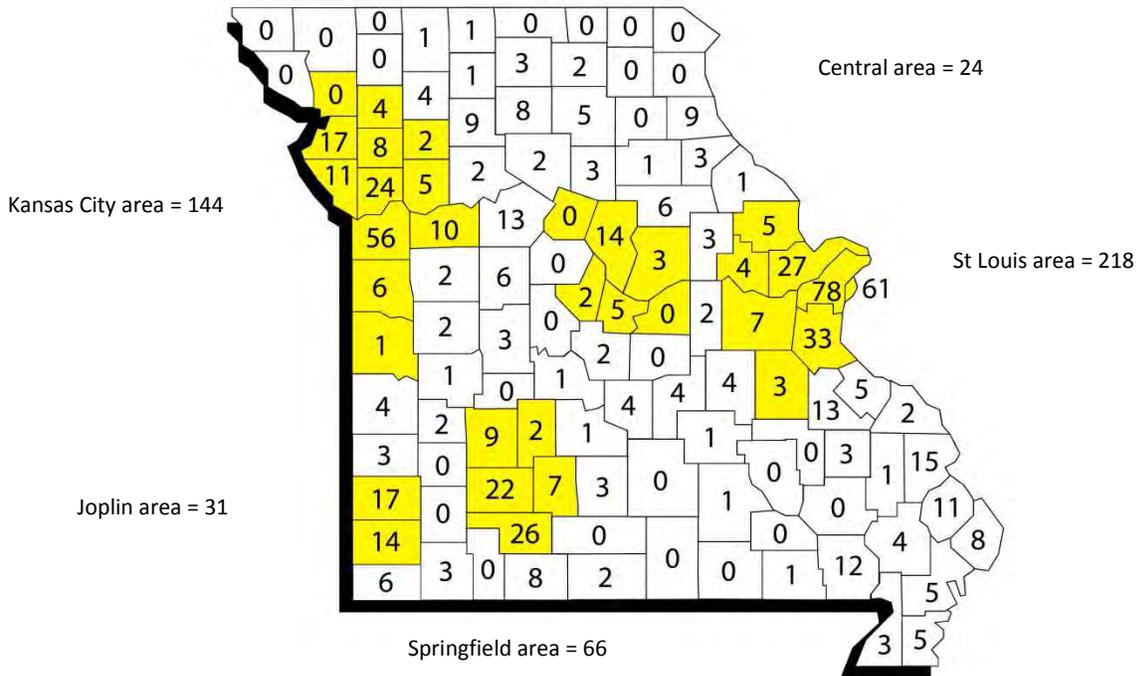 0 0 0 1 1 0 0 0 0
0 0 1 3 2 0 0
0 4 4 9 8 5 0 9
17 8 2 2 2 3 1 3 1
11 24 5
Central area = 24
Kansas City area = 144
56 10 13 0 14 6 3 5
6 2 6 0 2 5 3 0 4 27 78 61
St Louis area = 218
1 2 3 0 2 0 2 7 33
4 1 0 1 4 4 4 3 13 5 2
3 2 9 2 1 1 0 0 3 1 15
0 22 7 3 0 1 0 11
Joplin area = 31
17 0 26 0 0 4 8
14 3 0 8 2 0 0 1 12 5
6
3 5
Springfield area = 66